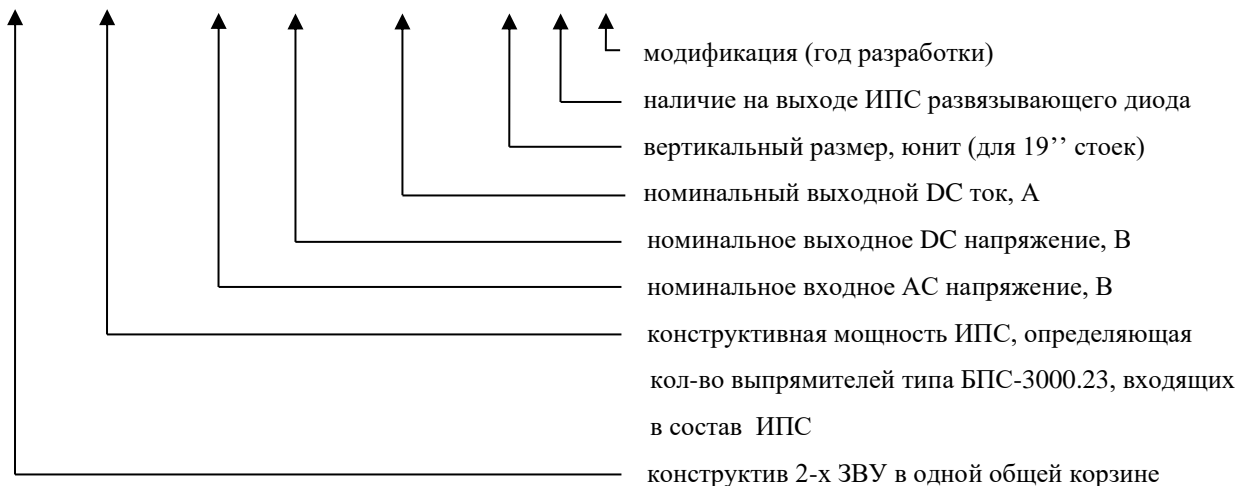 модификация (год разработки)
наличие на выходе ИПС развязывающего диода
вертикальный размер, юнит (для 19’’ стоек)
номинальный выходной DC ток, А
номинальное выходное DC напряжение, В
номинальное входное AC напряжение, В
конструктивная мощность ИПС, определяющая
кол-во выпрямителей типа БПС-3000.23, входящих
в состав ИПС
конструктив 2-х ЗВУ в одной общей корзине